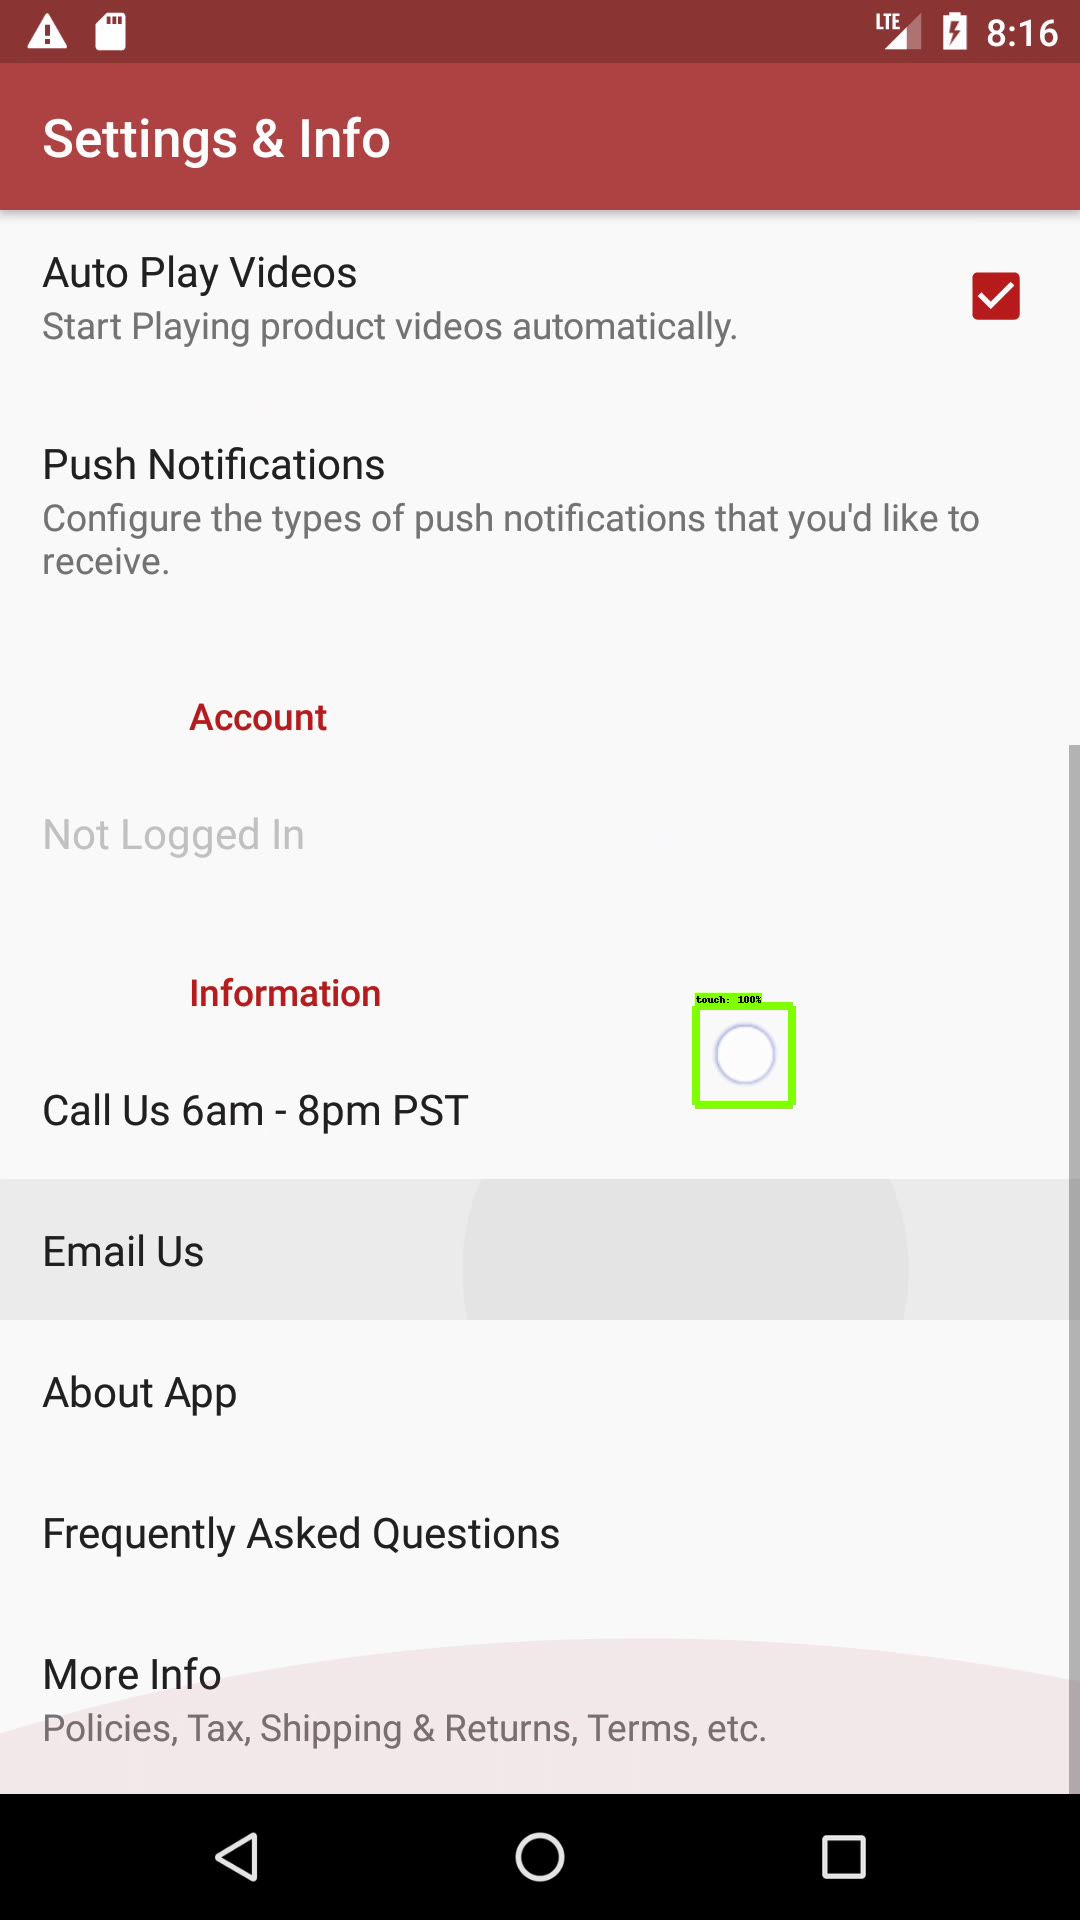 LTE 8:16
Settings & Info
Auto Play Videos
Start Playing product videos automatically.
Push Notifications
Configure the types of push notifications that you'd like to
receive.
Account
Not Logged In
Information
touch: 100%
Call Us 6am - 8pm PST
Email Us
About App
Frequently Asked Questions
More Info
Policies, Tax, Shipping & Returns, Terms, etc.